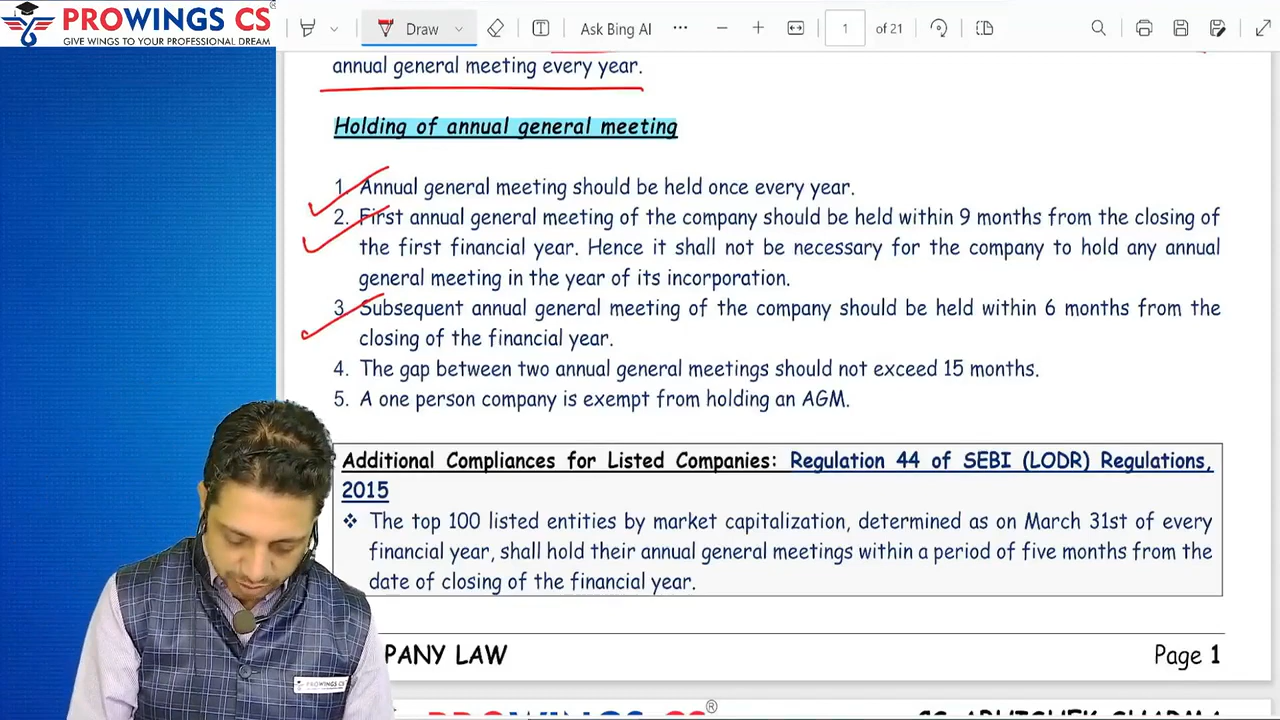 PROWINGS CS®
GIVE WINGS TO YOUR PROFESSIONAL DREAM
Draw
Ask Bing AI
1
of 21
annual general meeting every year.
Holding of annual general meeting
1. Annual general meeting should be held once every year.
2. First annual general meeting of the company should be held within 9 months from the closing of
the first financial year. Hence it shall not be necessary for the company to hold any annual
general meeting in the year of its incorporation.
3. Subsequent annual general meeting of the company should be held within 6 months from the
closing of the financial year.
4. The gap between two annual general meetings should not exceed 15 months.
5. A one person company is exempt from holding an AGM.
Additional Compliances for Listed Companies: Regulation 44 of SEBI (LODR) Regulations,
2015
❖ The top 100 listed entities by market capitalization, determined as on March 31st of every
financial year, shall hold their annual general meetings within a period of five months from the
date of closing of the financial year.
PANY LAW
Page 1
PROWINGS CS®
PROWINGS CS
ABHISHEK SHARMA